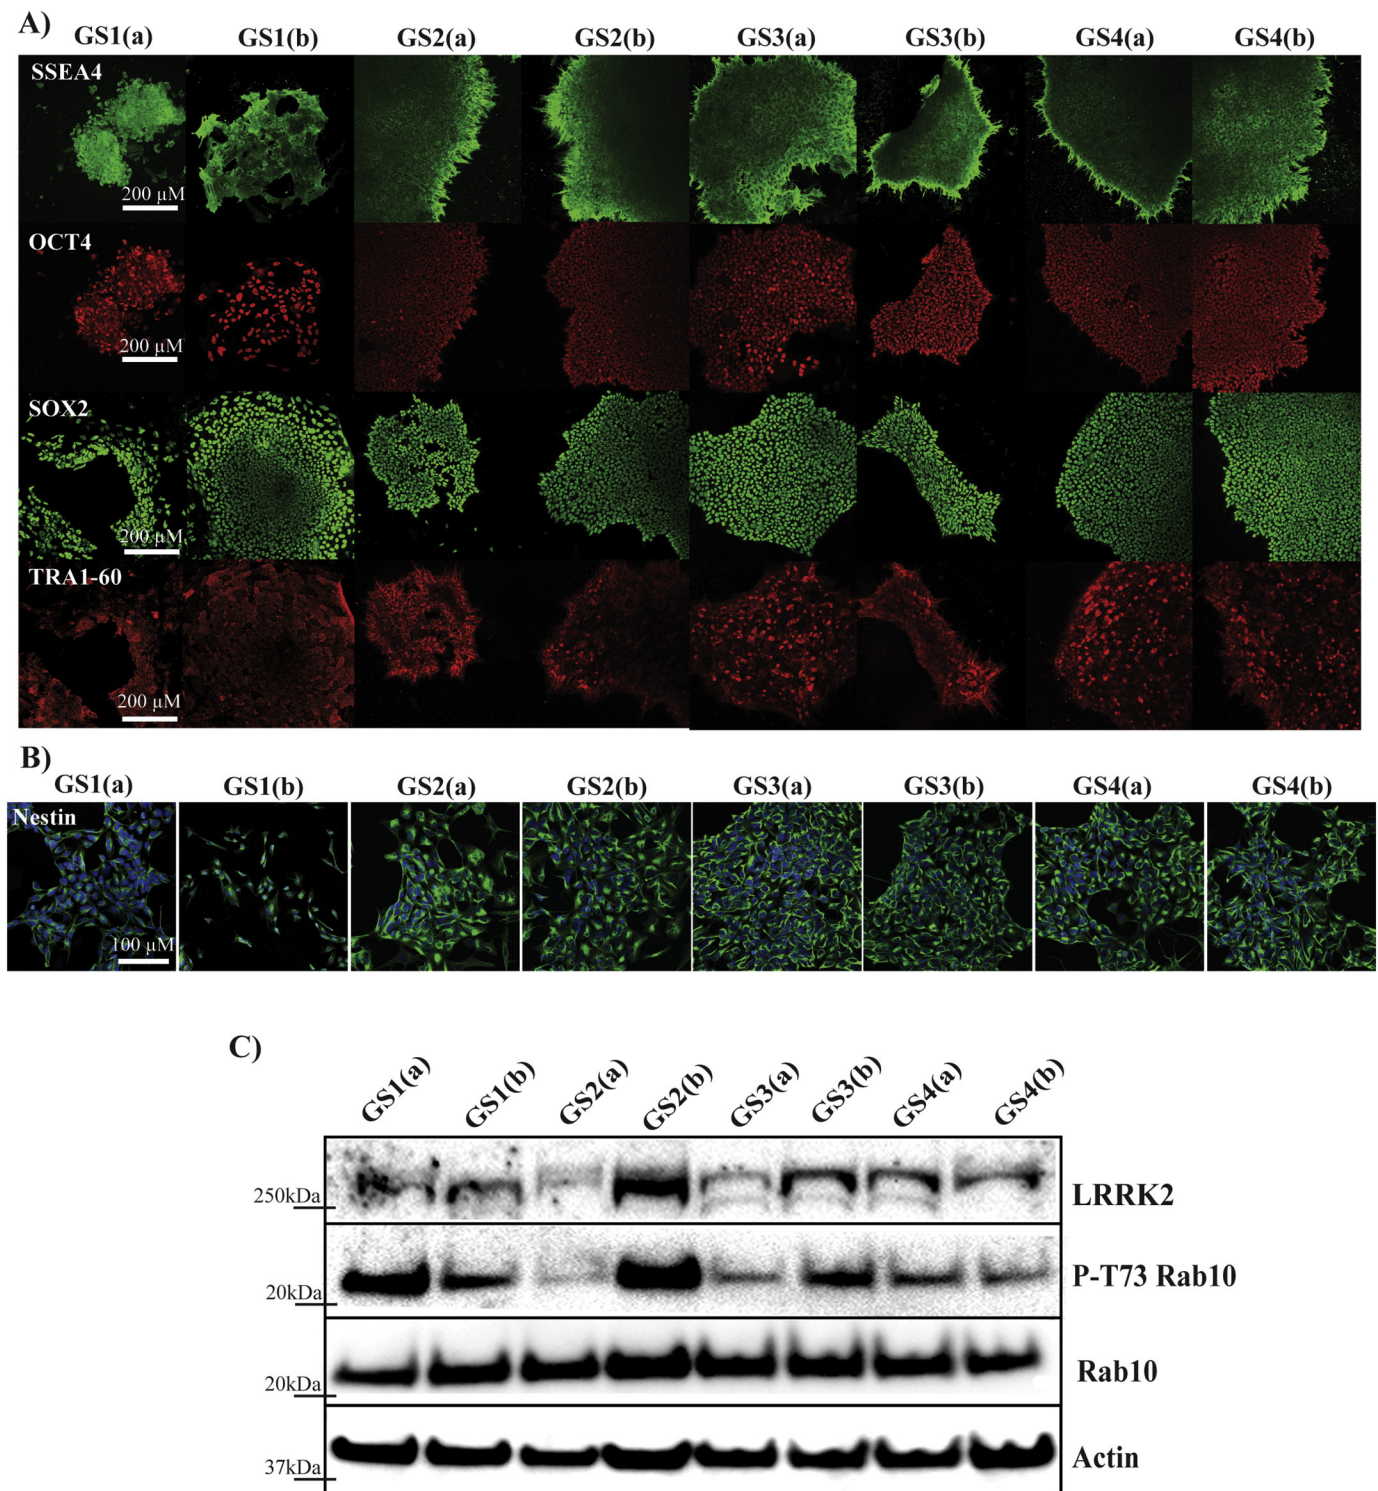 A)
GS1(a) GS1(b) GS2(a) GS2(b) GS3(a) GS3(b) GS4(a) GS4(b)
SSEA4
200 µM
OCT4
200 µM
SOX2
200 µM
TRA1-60
200 µM
B)
GS1(a) GS1(b) GS2(a) GS2(b) GS3(a) GS3(b) GS4(a) GS4(b)
Nestin
100 µM
C)
GS1(a) GS1(b) GS2(a) GS2(b) GS3(a) GS3(b) GS4(a) GS4(b)
250kDa LRRK2
20kDa P-T73 Rab10
20kDa Rab10
37kDa Actin